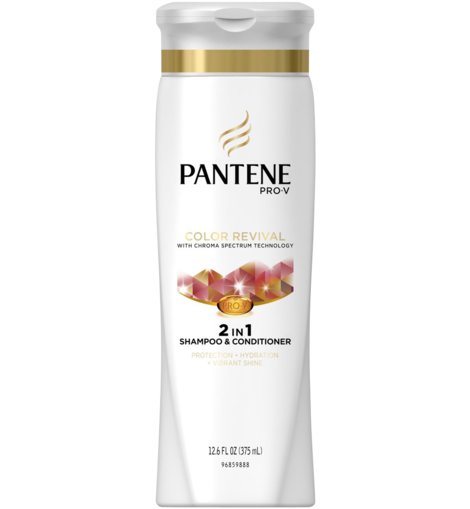 PANTENE
PRO-V
COLOR REVIVAL
WITH CHROMA SPECTRUM TECHNOLOGY
PRO-V
2 IN 1
SHAMPOO & CONDITIONER
PROTECTION + HYDRATION
+ VIBRANT SHINE
12.6 FL OZ (375 mL)
96859888